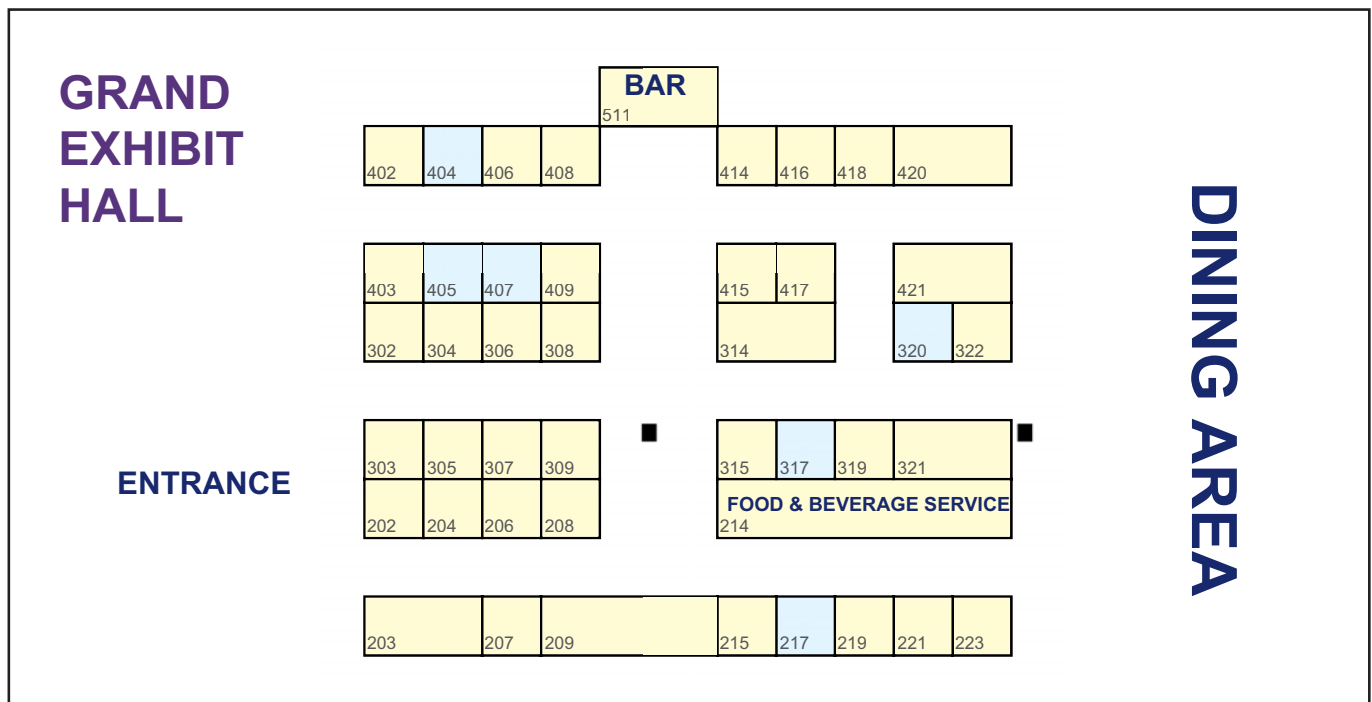 GRAND
EXHIBIT
HALL
BAR
511
402 404 406 408 414 416 418 420
403 405 407 409 415 417 421
302 304 306 308 314 320 322
303 305 307 309 315 317 319 321
ENTRANCE
FOOD & BEVERAGE SERVICE
202 204 206 208 214
203 207 209 215 217 219 221 223
DINING AREA